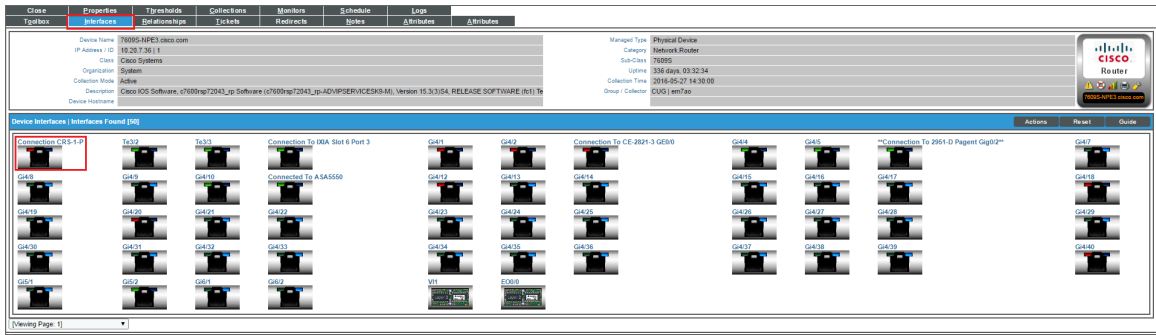 Close Properties Thresholds Collections Monitors Schedule Logs
Toolbox Interfaces Relationships Tickets Redirects Notes Attributes Attributes
Device Name 7609S-NPE3.cisco.com Managed Type Physical Device
IP Address / ID 10.20.7.36 | 1 Category Network.Router
Class Cisco Systems Sub-Class 7609S
Organization System Uptime 336 days, 03:32:34
Collection Mode Active Collection Time 2016-05-27 14:30:00
Description Cisco IOS Software, c7600rsp72043_rp Software (c7600rsp72043_rp-ADVIPSERVICESK9-M), Version 15.3(3)S4, RELEASE SOFTWARE (fc1) Te Group / Collector CUG | em7ao
Device Hostname
CISCO
Router
7609S-NPE3.cisco.com
Device Interfaces | Interfaces Found [50] Actions Reset Guide
Connection CRS-1-P Te3/2 Te3/3 Connection To IXIA Slot 6 Port 3 Gi4/1 Gi4/2 Connection To CE-2821-3 GE0/0 Gi4/4 Gi4/5 **Connection To 2951-D Pagent Gig0/2** Gi4/7
Gi4/8 Gi4/9 Gi4/10 Connected To ASA5550 Gi4/12 Gi4/13 Gi4/14 Gi4/15 Gi4/16 Gi4/17 Gi4/18
Gi4/19 Gi4/20 Gi4/21 Gi4/22 Gi4/23 Gi4/24 Gi4/25 Gi4/26 Gi4/27 Gi4/28 Gi4/29
Gi4/30 Gi4/31 Gi4/32 Gi4/33 Gi4/34 Gi4/35 Gi4/36 Gi4/37 Gi4/38 Gi4/39 Gi4/40
Gi5/1 Gi5/2 Gi6/1 Gi6/2 Vl1 EO0/0
[Viewing Page: 1]